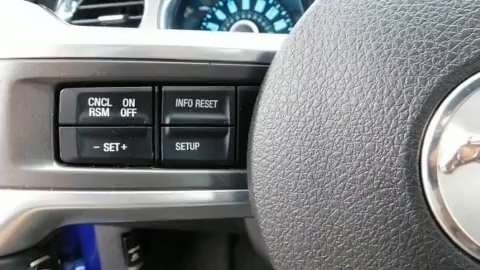 CNCL ON
RSM OFF
INFO RESET
- SET +
SETUP